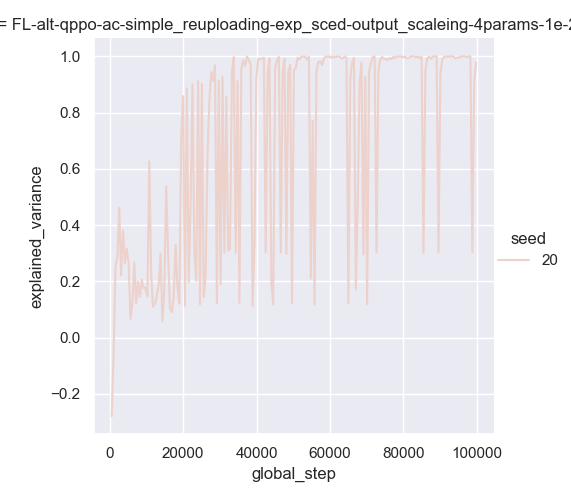 = FL-alt-qppo-ac-simple_reuploading-exp_sced-output_scaleing-4params-1e-2
1.0
0.8
0.6
0.4
0.2
0.0
−0.2
explained_variance
0 20000 40000 60000 80000 100000
global_step
seed
20